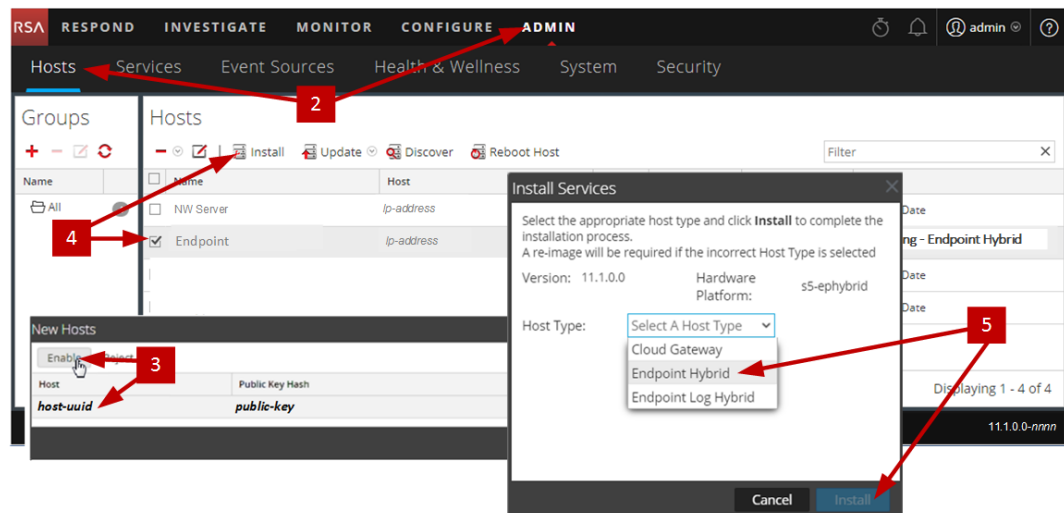 RSA RESPOND INVESTIGATE MONITOR CONFIGURE ADMIN admin
Hosts Services Event Sources Health & Wellness System Security
2
Groups Hosts
Install Update Discover Reboot Host Filter
Name Name Host
All NW Server Ip-address Date
4 Endpoint Ip-address ng - Endpoint Hybrid
Date
Date
Install Services
Select the appropriate host type and click Install to complete the
installation process.
A re-image will be required if the incorrect Host Type is selected
Version: 11.1.0.0 Hardware Platform: s5-ephybrid
Host Type: Select A Host Type
Cloud Gateway
Endpoint Hybrid
Endpoint Log Hybrid
5
New Hosts
Enable Reject
3
Host Public Key Hash
host-uuid public-key
Displaying 1 - 4 of 4
11.1.0.0-nnnn
Cancel Install